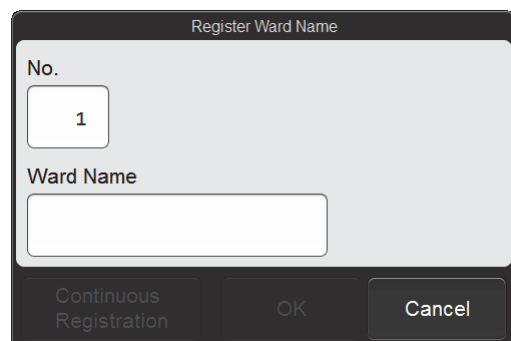 Register Ward Name
No.
1
Ward Name
Continuous
Registration
OK
Cancel